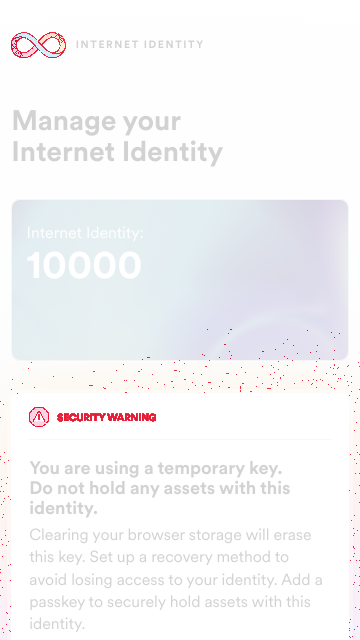 INTERNET IDENTITY
Manage your
Internet Identity
Internet Identity:
10000
SECURITY WARNING
You are using a temporary key.
Do not hold any assets with this
identity.
Clearing your browser storage will erase
this key. Set up a recovery method to
avoid losing access to your identity. Add a
passkey to securely hold assets with this
identity.